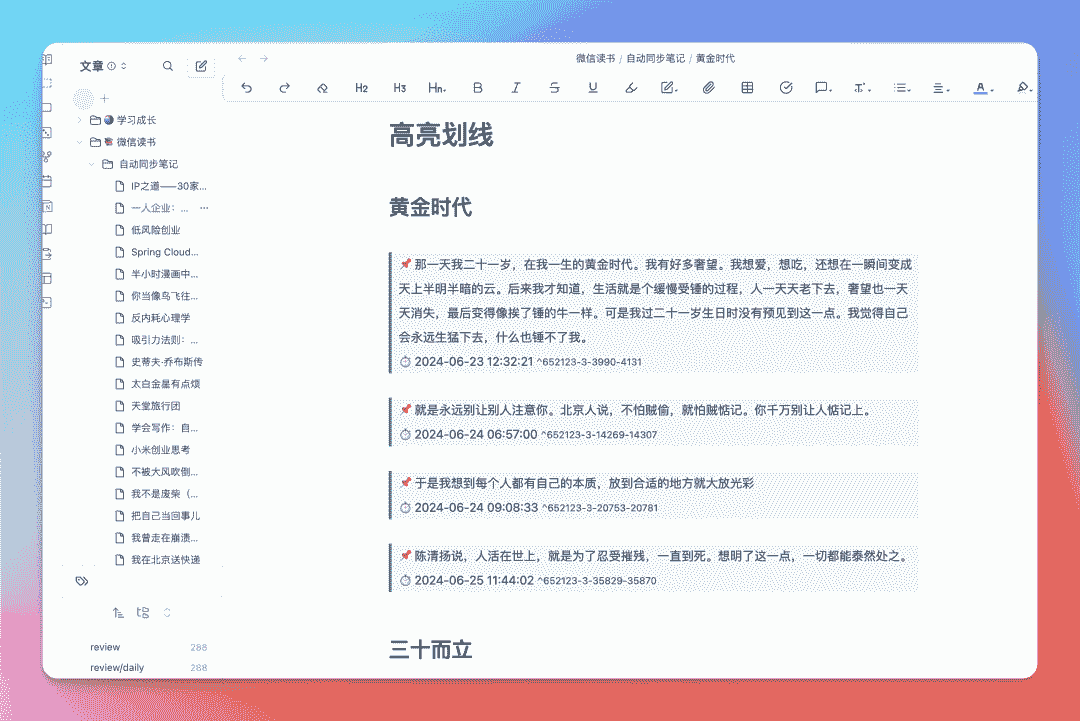 文章
微信读书 / 自动同步笔记 / 黄金时代
H2 H3 Hn B I S U A
学习成长
微信读书
自动同步笔记
IP之道——30家...
一人企业：... ...
低风险创业
Spring Cloud...
半小时漫画中...
你当像鸟飞往...
反内耗心理学
吸引力法则：...
史蒂夫·乔布斯传
太白金星有点烦
天堂旅行团
学会写作：自...
小米创业思考
不被大风吹倒...
我不是废柴（...
把自己当回事儿
我曾走在崩溃...
我在北京送快递
review 288
review/daily 288
高亮划线
黄金时代
📌 那一天我二十一岁，在我一生的黄金时代。我有好多奢望。我想爱，想吃，还想在一瞬间变成
天上半明半暗的云。后来我才知道，生活就是个缓慢受锤的过程，人一天天老下去，奢望也一天
天消失，最后变得像挨了锤的牛一样。可是我过二十一岁生日时没有预见到这一点。我觉得自己
会永远生猛下去，什么也锤不了我。
⏱ 2024-06-23 12:32:21 ^652123-3-3990-4131
📌 就是永远别让别人注意你。北京人说，不怕贼偷，就怕贼惦记。你千万别让人惦记上。
⏱ 2024-06-24 06:57:00 ^652123-3-14269-14307
📌 于是我想到每个人都有自己的本质，放到合适的地方就大放光彩
⏱ 2024-06-24 09:08:33 ^652123-3-20753-20781
📌 陈清扬说，人活在世上，就是为了忍受摧残，一直到死。想明了这一点，一切都能泰然处之。
⏱ 2024-06-25 11:44:02 ^652123-3-35829-35870
三十而立